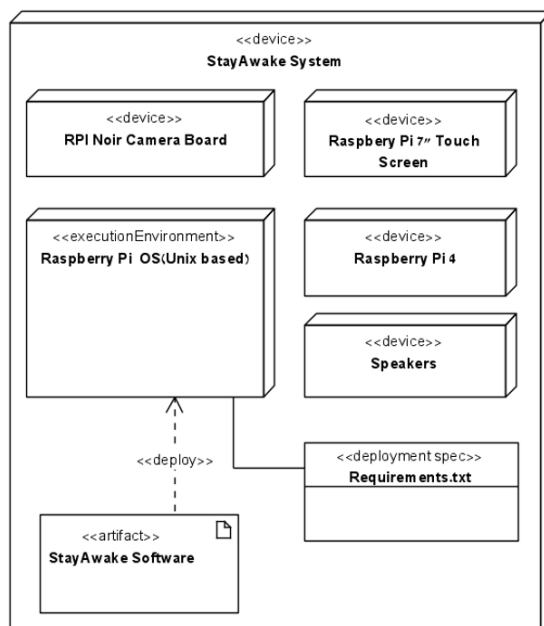 <<device>>
StayAwake System
<<device>>
RPI Noir Camera Board
<<device>>
Raspbery Pi 7" Touch
Screen
<<executionEnvironment>>
Raspberry Pi OS(Unix based)
<<device>>
Raspberry Pi 4
<<device>>
Speakers
<<deploy>>
<<deployment spec>>
Requirements.txt
<<artifact>>
StayAwake Software